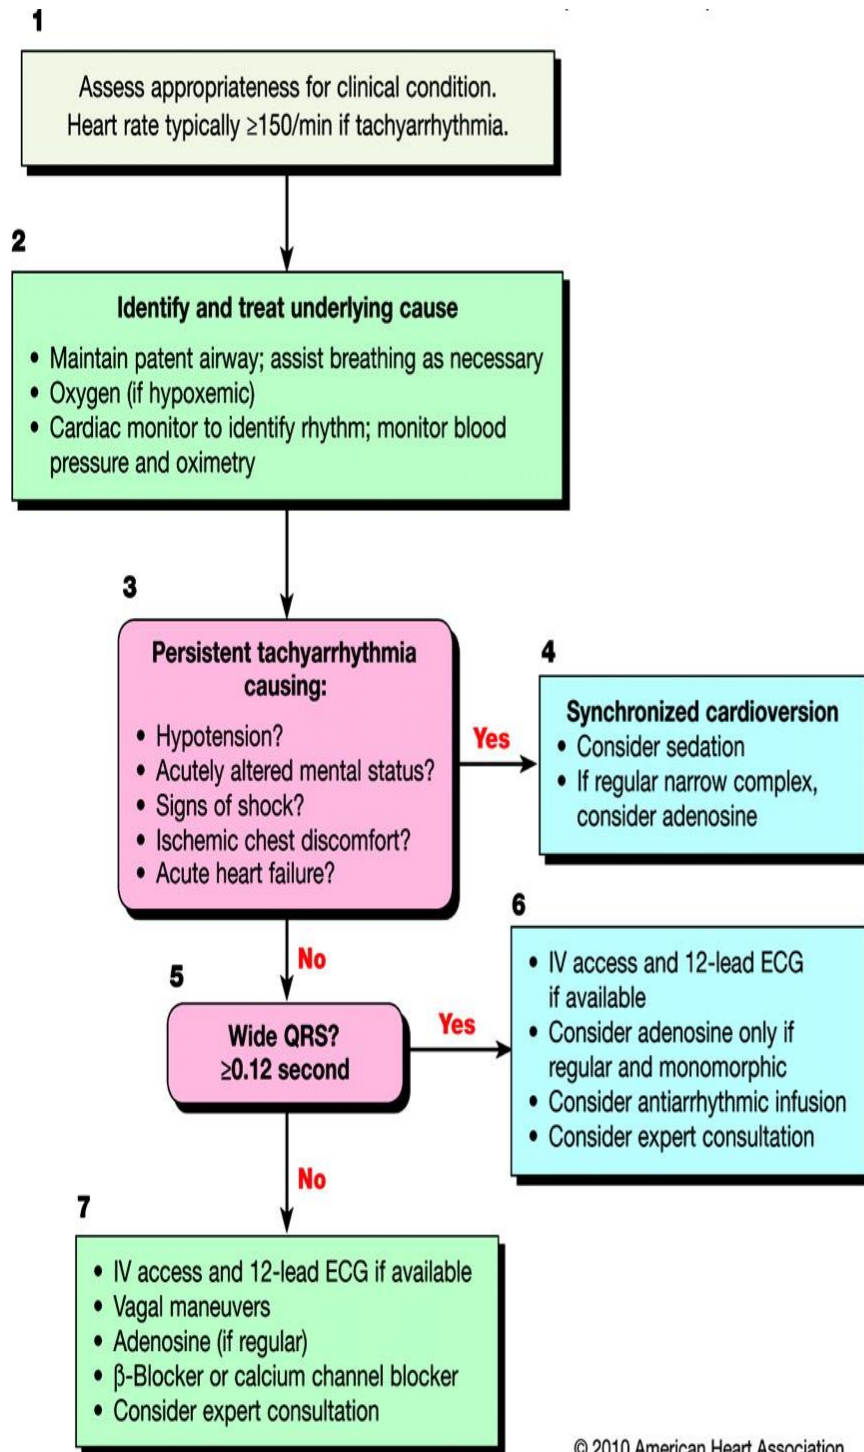 1
Assess appropriateness for clinical condition.
Heart rate typically ≥150/min if tachyarrhythmia.
2
Identify and treat underlying cause
• Maintain patent airway; assist breathing as necessary
• Oxygen (if hypoxemic)
• Cardiac monitor to identify rhythm; monitor blood
pressure and oximetry
3
Persistent tachyarrhythmia
causing:
• Hypotension?
• Acutely altered mental status?
• Signs of shock?
• Ischemic chest discomfort?
• Acute heart failure?
Yes
4
Synchronized cardioversion
• Consider sedation
• If regular narrow complex,
consider adenosine
No
5
Wide QRS?
≥0.12 second
Yes
6
• IV access and 12-lead ECG
if available
• Consider adenosine only if
regular and monomorphic
• Consider antiarrhythmic infusion
• Consider expert consultation
No
7
• IV access and 12-lead ECG if available
• Vagal maneuvers
• Adenosine (if regular)
• β-Blocker or calcium channel blocker
• Consider expert consultation
© 2010 American Heart Association